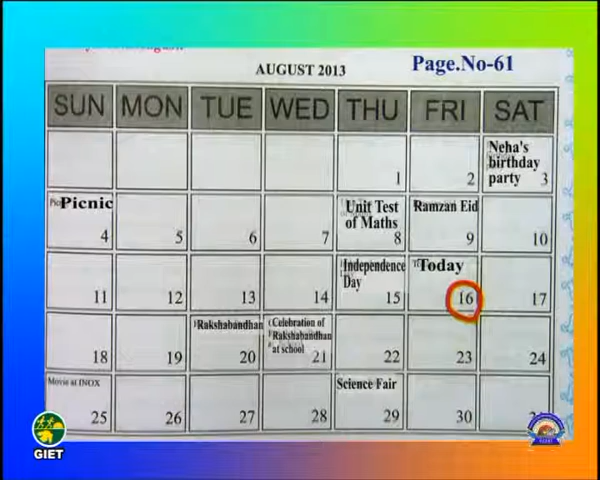 AUGUST 2013
Page.No-61
SUN MON TUE WED THU FRI SAT
Neha's
birthday
party
1 2 3
Picnic
Unit Test
of Maths
Ramzan Eid
4 5 6 7 8 9 10
Independence
Day
Today
11 12 13 14 15 16 17
Rakshabandhan
Celebration of
Rakshabandhan
at school
18 19 20 21 22 23 24
Movie at INOX
Science Fair
25 26 27 28 29 30
GIET